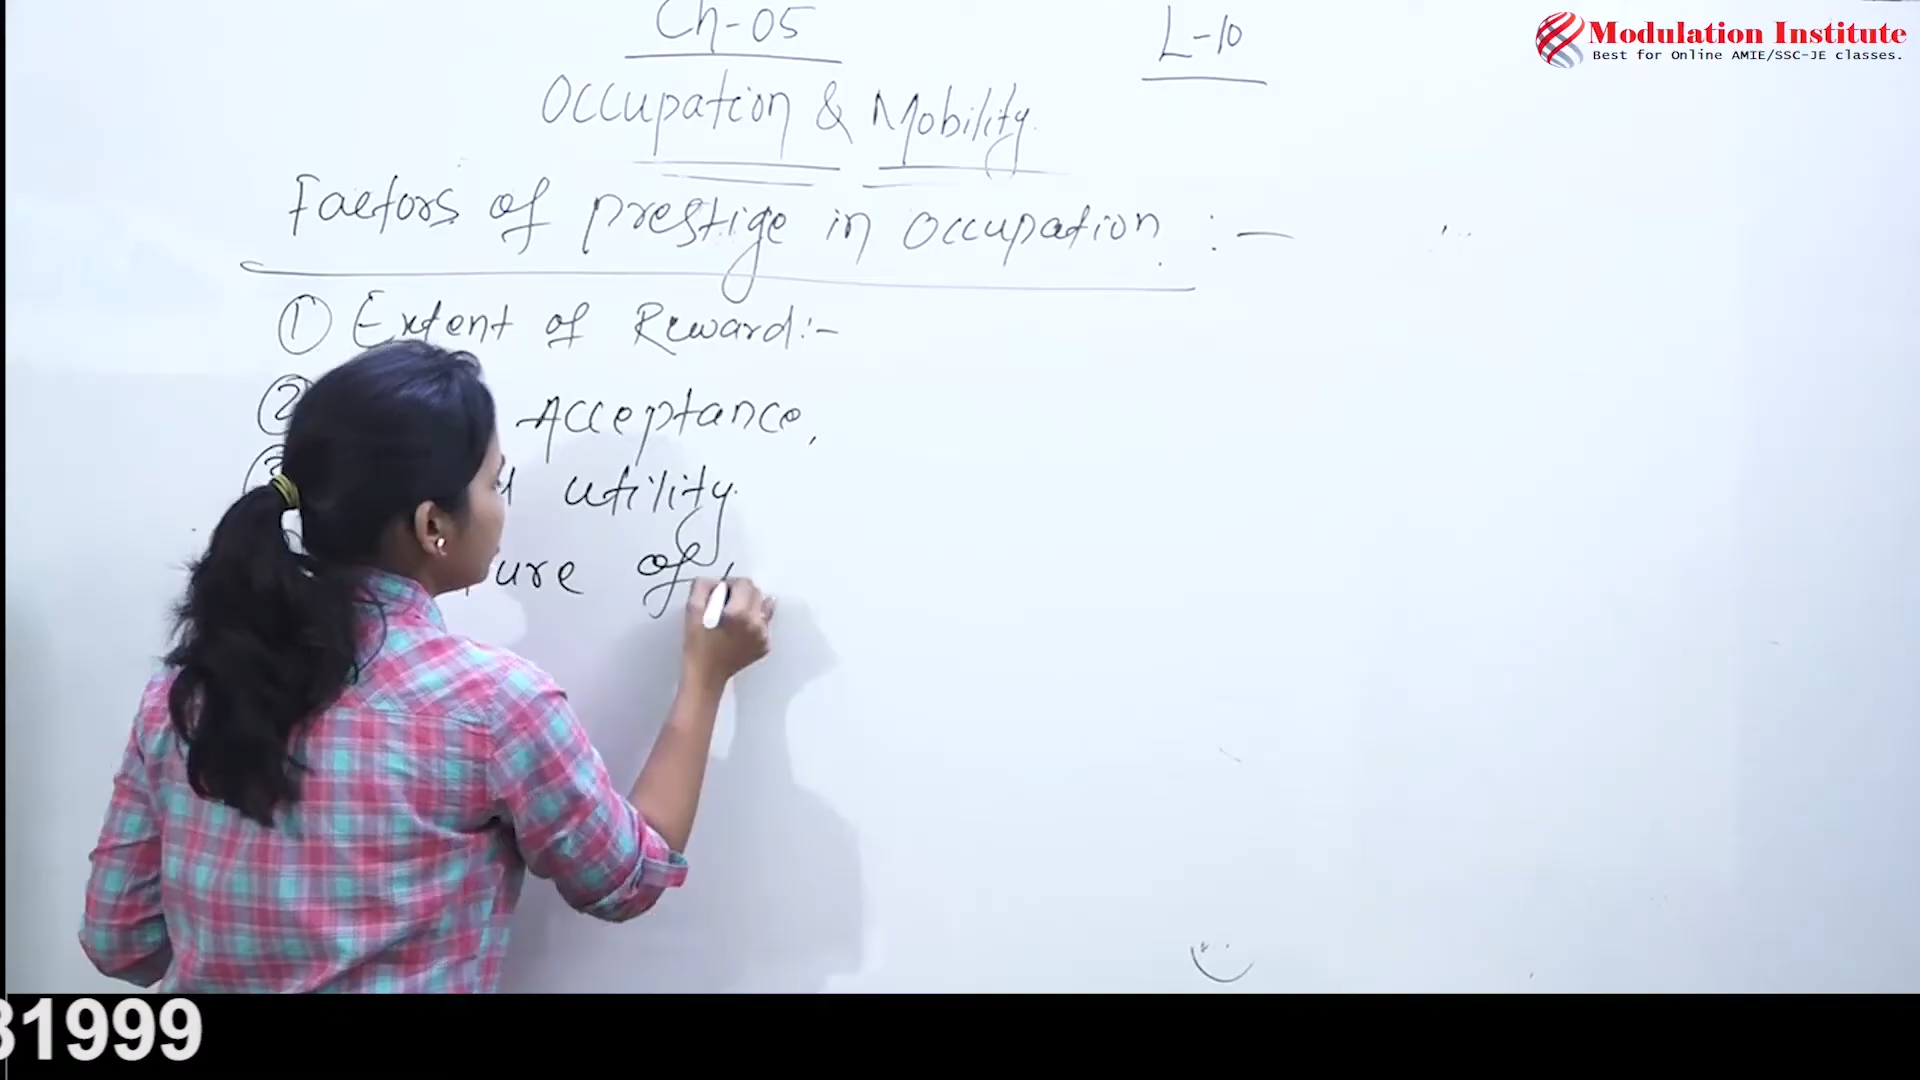 Ch-05
L-10
Modulation Institute
Best for Online AMIE/SSC-JE classes.
Occupation & Mobility.
Factors of prestige in occupation :-
① Extent of Reward:-
② Acceptance,
utility.
of
31999